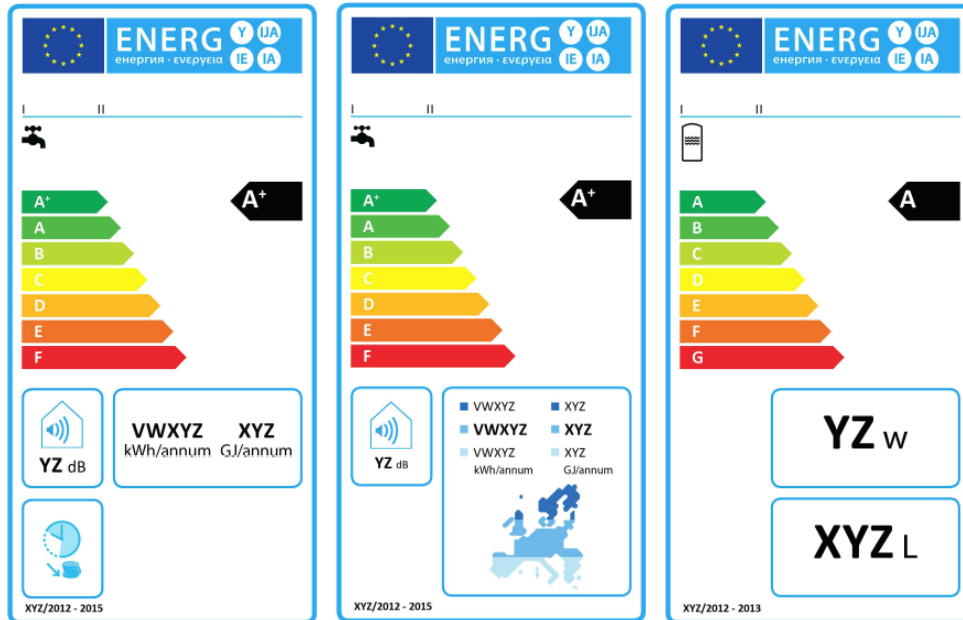 ENERG Y IJA
енергия · ενεργεια IE IA
I II
A+ A+
A
B
C
D
E
F
YZ dB
VWXYZ XYZ
kWh/annum GJ/annum
XYZ/2012 - 2015
ENERG Y IJA
енергия · ενεργεια IE IA
I II
A+ A+
A
B
C
D
E
F
YZ dB
VWXYZ XYZ
VWXYZ XYZ
VWXYZ XYZ
kWh/annum GJ/annum
XYZ/2012 - 2015
ENERG Y IJA
енергия · ενεργεια IE IA
I II
A A
B
C
D
E
F
G
YZ W
XYZ L
XYZ/2012 - 2013